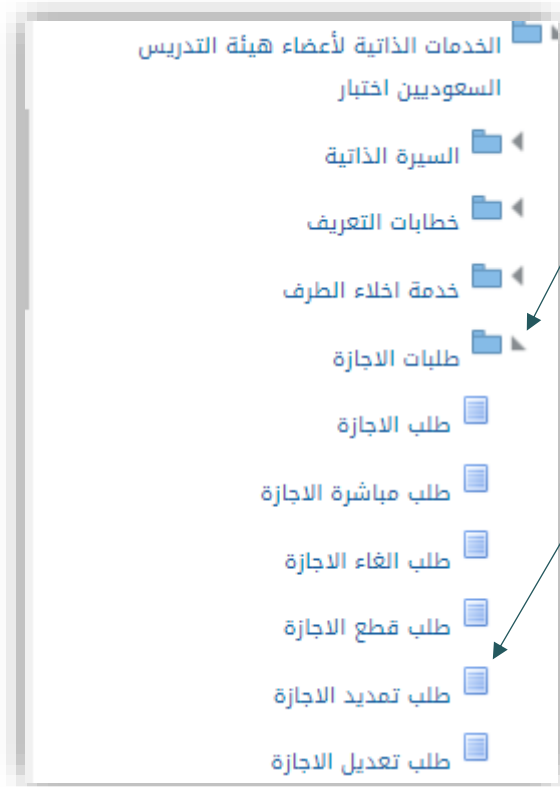 الخدمات الذاتية لأعضاء هيئة التدريس
السعوديين اختبار
السيرة الذاتية
خطابات التعريف
خدمة اخلاء الطرف
طلبات الاجازة
طلب الاجازة
طلب مباشرة الاجازة
طلب الغاء الاجازة
طلب قطع الاجازة
طلب تمديد الاجازة
طلب تعديل الاجازة